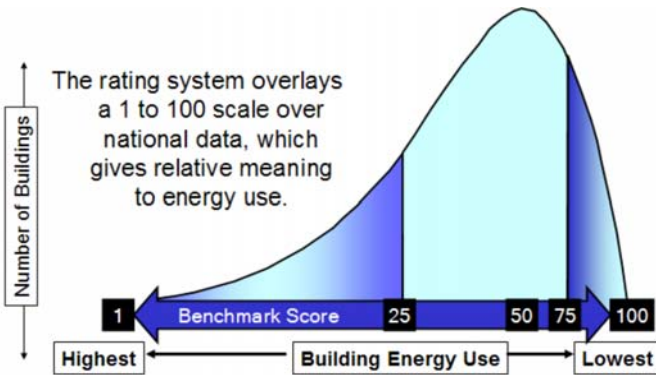 The rating system overlays
a 1 to 100 scale over
national data, which
gives relative meaning
to energy use.
Number of Buildings
1 Benchmark Score 25 50 75 100
Highest Building Energy Use Lowest